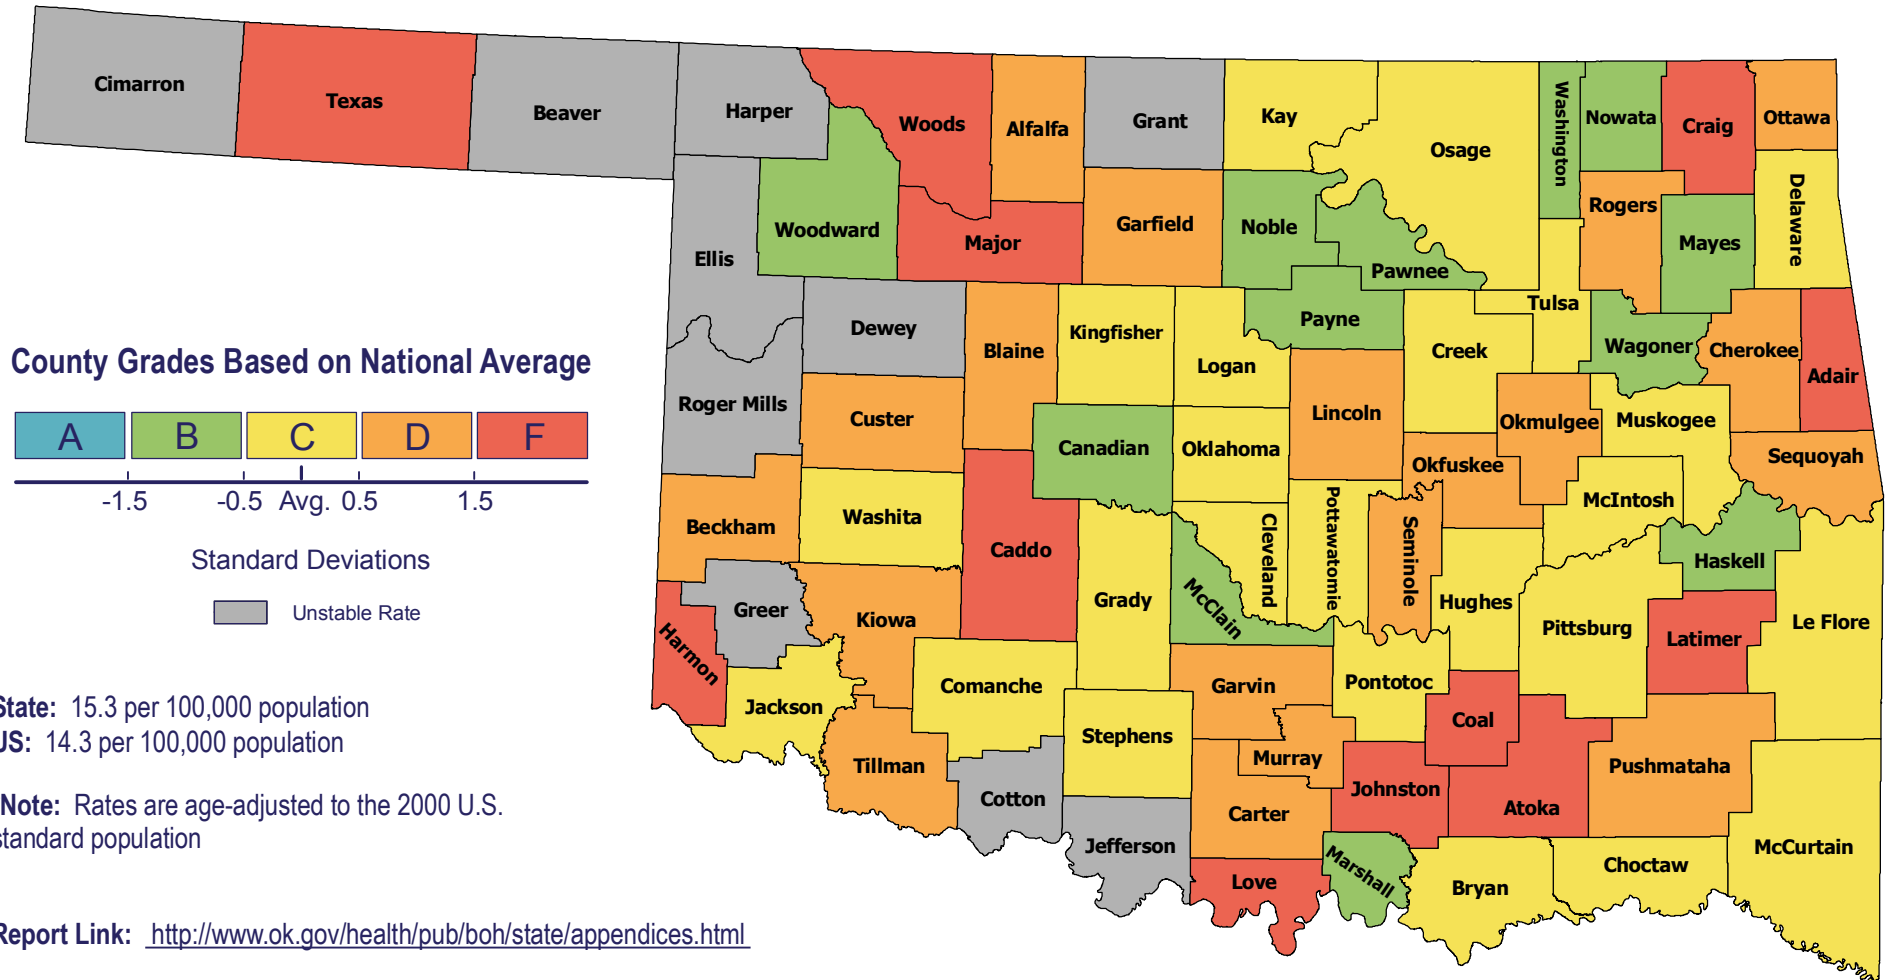 Cimarron
Texas
Beaver
Harper
Woods
Alfalfa
Grant
Kay
Osage
Washington
Nowata
Craig
Ottawa
Ellis
Woodward
Major
Garfield
Noble
Pawnee
Rogers
Mayes
Delaware
Dewey
Blaine
Kingfisher
Logan
Payne
Creek
Tulsa
Wagoner
Cherokee
Adair
County Grades Based on National Average
A B C D F
-1.5 -0.5 Avg. 0.5 1.5
Standard Deviations
Unstable Rate
Roger Mills
Custer
Canadian
Oklahoma
Lincoln
Okmulgee
Muskogee
Okfuskee
Sequoyah
Beckham
Washita
Caddo
Cleveland
Pottawatomie
Seminole
McIntosh
Haskell
Harmon
Greer
Kiowa
Grady
McClain
Hughes
Pittsburg
Latimer
Le Flore
Jackson
Comanche
Garvin
Pontotoc
Coal
Tillman
Stephens
Murray
Johnston
Atoka
Pushmataha
Cotton
Carter
Jefferson
Love
Marshall
Bryan
Choctaw
McCurtain
State: 15.3 per 100,000 population
US: 14.3 per 100,000 population
Note: Rates are age-adjusted to the 2000 U.S.
standard population
Report Link: http://www.ok.gov/health/pub/boh/state/appendices.html